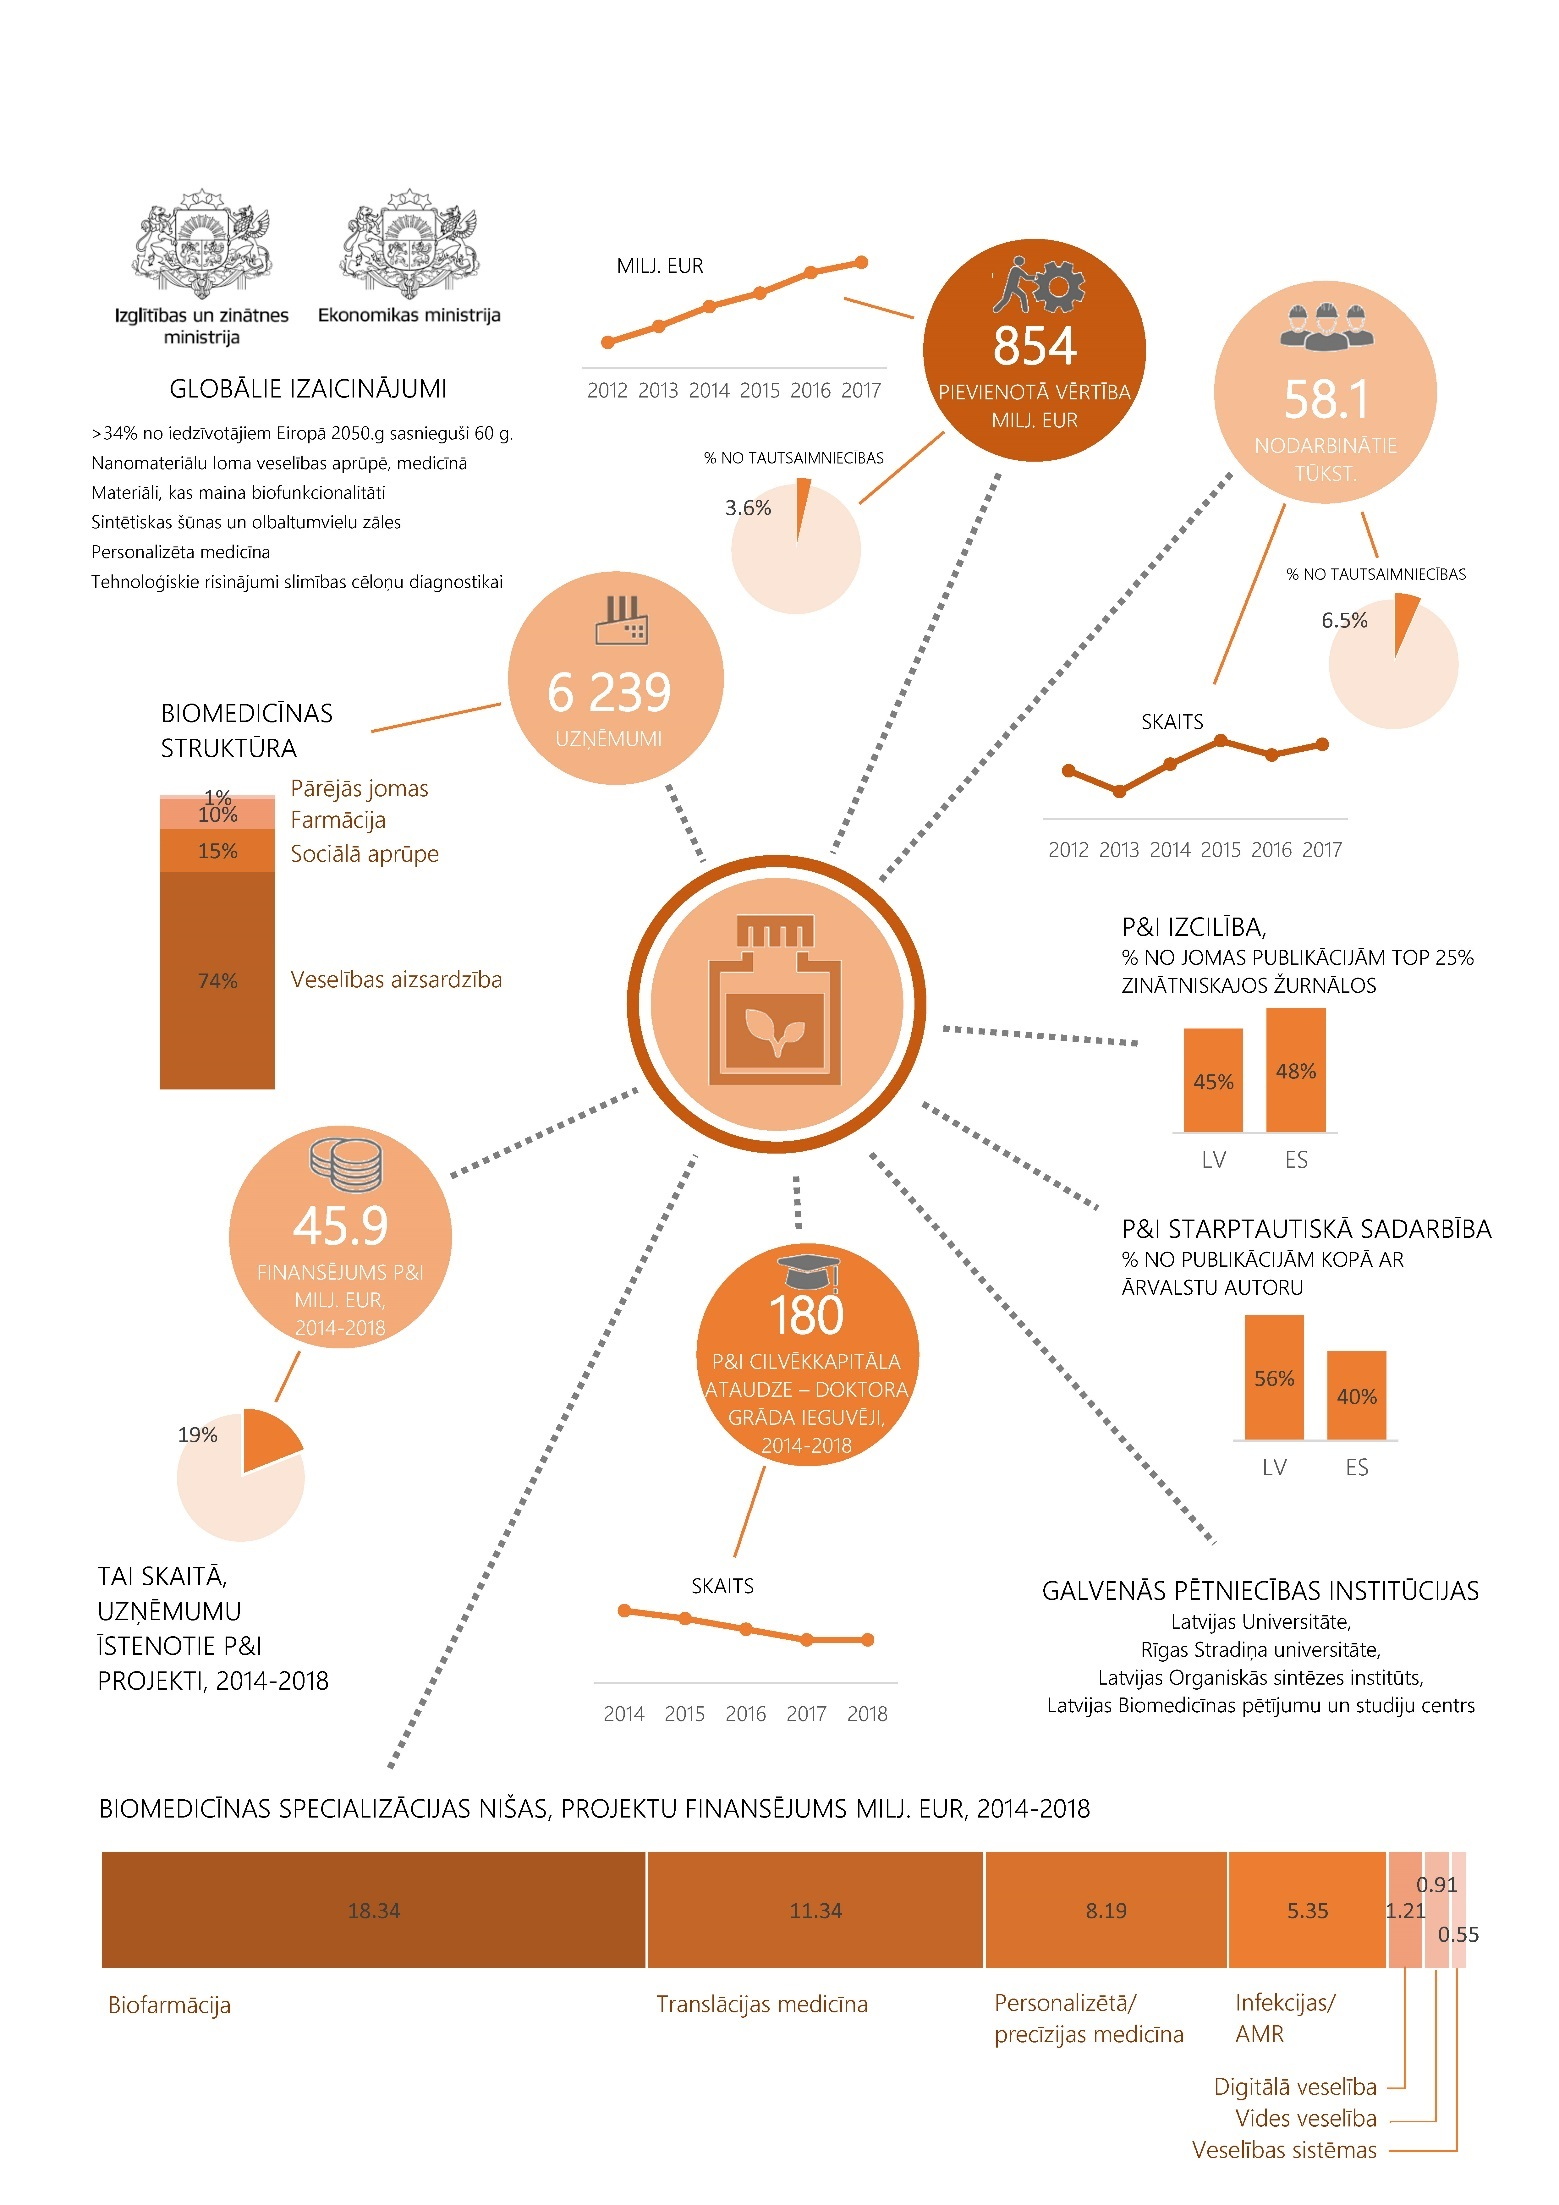 Izglītības un zinātnes
ministrija
Ekonomikas ministrija
GLOBĀLIE IZAICINĀJUMI
>34% no iedzīvotājiem Eiropā 2050.g sasnieguši 60 g.
Nanomateriālu loma veselības aprūpē, medicīnā
Materiāli, kas maina biofunkcionalitāti
Sintētiskas šūnas un olbaltumvielu zāles
Personalizēta medicīna
Tehnoloģiskie risinājumi slimības cēloņu diagnostikai
MILJ. EUR
2012 2013 2014 2015 2016 2017
854
PIEVIENOTĀ VĒRTĪBA
MILJ. EUR
% NO TAUTSAIMNIECIBAS
3.6%
58.1
NODARBINĀTIE
TŪKST.
% NO TAUTSAIMNIECĪBAS
6.5%
SKAITS
2012 2013 2014 2015 2016 2017
6 239
UZŅĒMUMI
BIOMEDICĪNAS
STRUKTŪRA
1%
Pārējās jomas
10%
Farmācija
15%
Sociālā aprūpe
74%
Veselības aizsardzība
P&I IZCILĪBA,
% NO JOMAS PUBLIKĀCIJĀM TOP 25%
ZINĀTNISKAJOS ŽURNĀLOS
45%
48%
LV
ES
P&I STARPTAUTISKĀ SADARBĪBA
% NO PUBLIKĀCIJĀM KOPĀ AR
ĀRVALSTU AUTORU
56%
40%
LV
ES
45.9
FINANSĒJUMS P&I
MILJ. EUR,
2014-2018
19%
TAI SKAITĀ,
UZŅĒMUMU
ĪSTENOTIE P&I
PROJEKTI, 2014-2018
180
P&I CILVĒKKAPITĀLA
ATAUDZE – DOKTORA
GRĀDA IEGUVĒJI,
2014-2018
SKAITS
2014 2015 2016 2017 2018
GALVENĀS PĒTNIECĪBAS INSTITŪCIJAS
Latvijas Universitāte,
Rīgas Stradiņa universitāte,
Latvijas Organiskās sintēzes institūts,
Latvijas Biomedicīnas pētījumu un studiju centrs
BIOMEDICĪNAS SPECIALIZĀCIJAS NIŠAS, PROJEKTU FINANSĒJUMS MILJ. EUR, 2014-2018
18.34
11.34
8.19
5.35
1.21
0.91
0.55
Biofarmācija
Translācijas medicīna
Personalizētā/
precīzijas medicīna
Infekcijas/
AMR
Digitālā veselība
Vides veselība
Veselības sistēmas